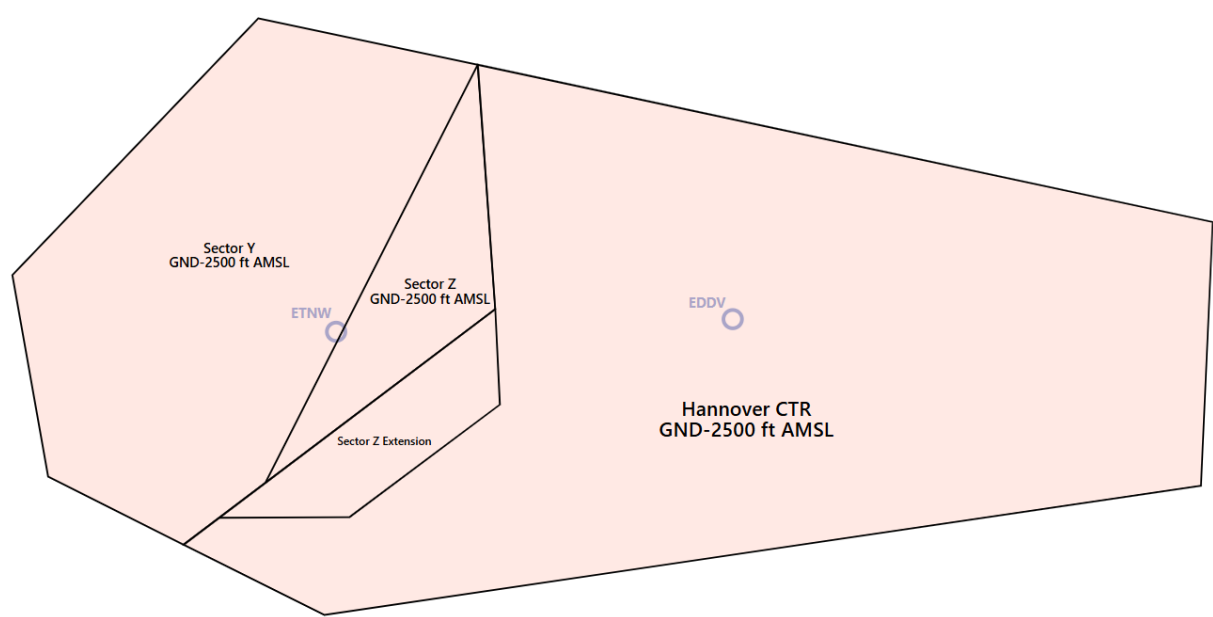 Sector Y
GND-2500 ft AMSL
Sector Z
GND-2500 ft AMSL
ETNW
EDDV
Hannover CTR
GND-2500 ft AMSL
Sector Z Extension